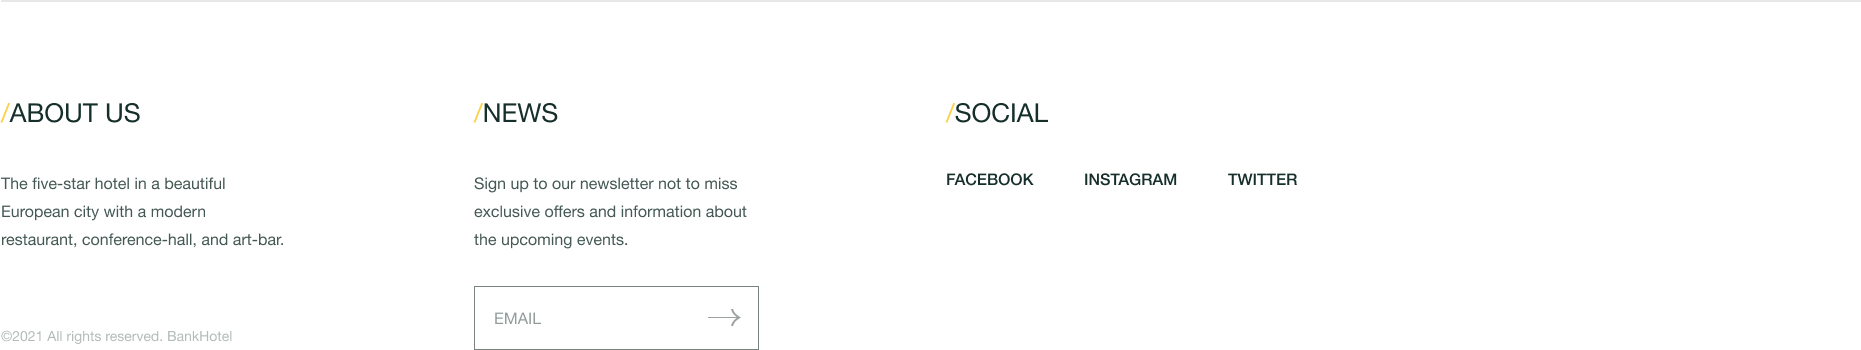 /ABOUT US
The five-star hotel in a beautiful
European city with a modern
restaurant, conference-hall, and art-bar.
©2021 All rights reserved. BankHotel
/NEWS
Sign up to our newsletter not to miss
exclusive offers and information about
the upcoming events.
EMAIL
/SOCIAL
FACEBOOK INSTAGRAM TWITTER